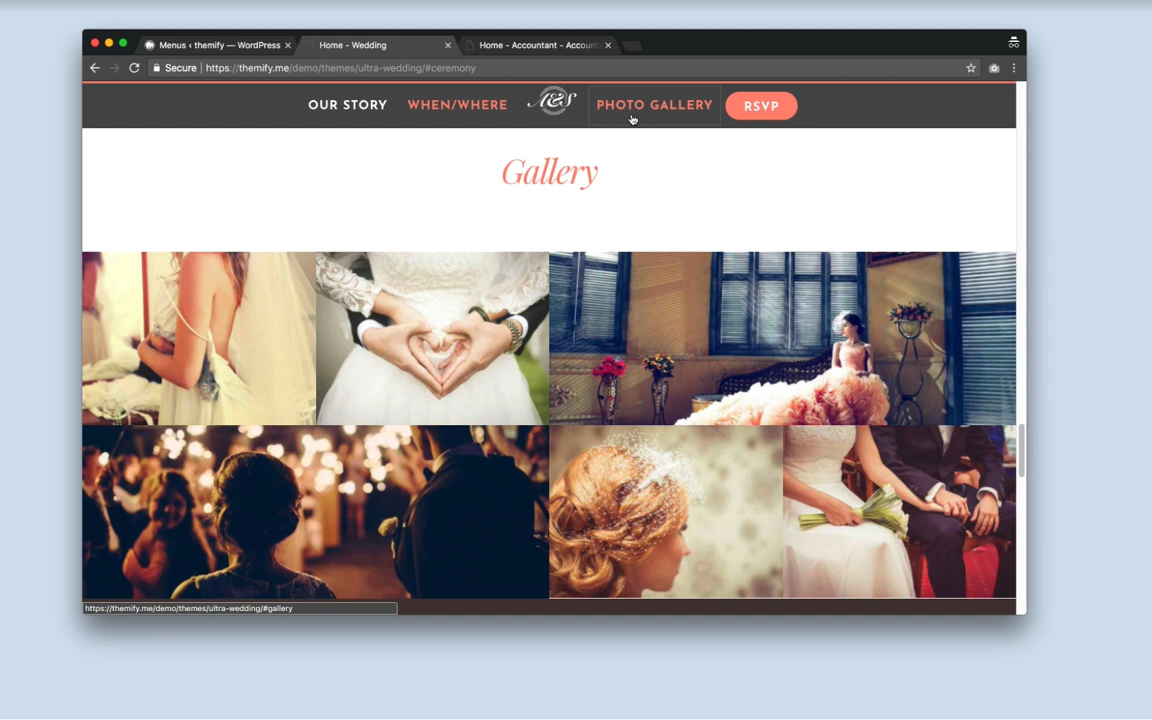 Menus ‹ themify — WordPress
Home - Wedding
Home - Accountant - Account
Secure
https://themify.me/demo/themes/ultra-wedding/#ceremony
OUR STORY
WHEN/WHERE
A&S
PHOTO GALLERY
RSVP
Gallery
https://themify.me/demo/themes/ultra-wedding/#gallery